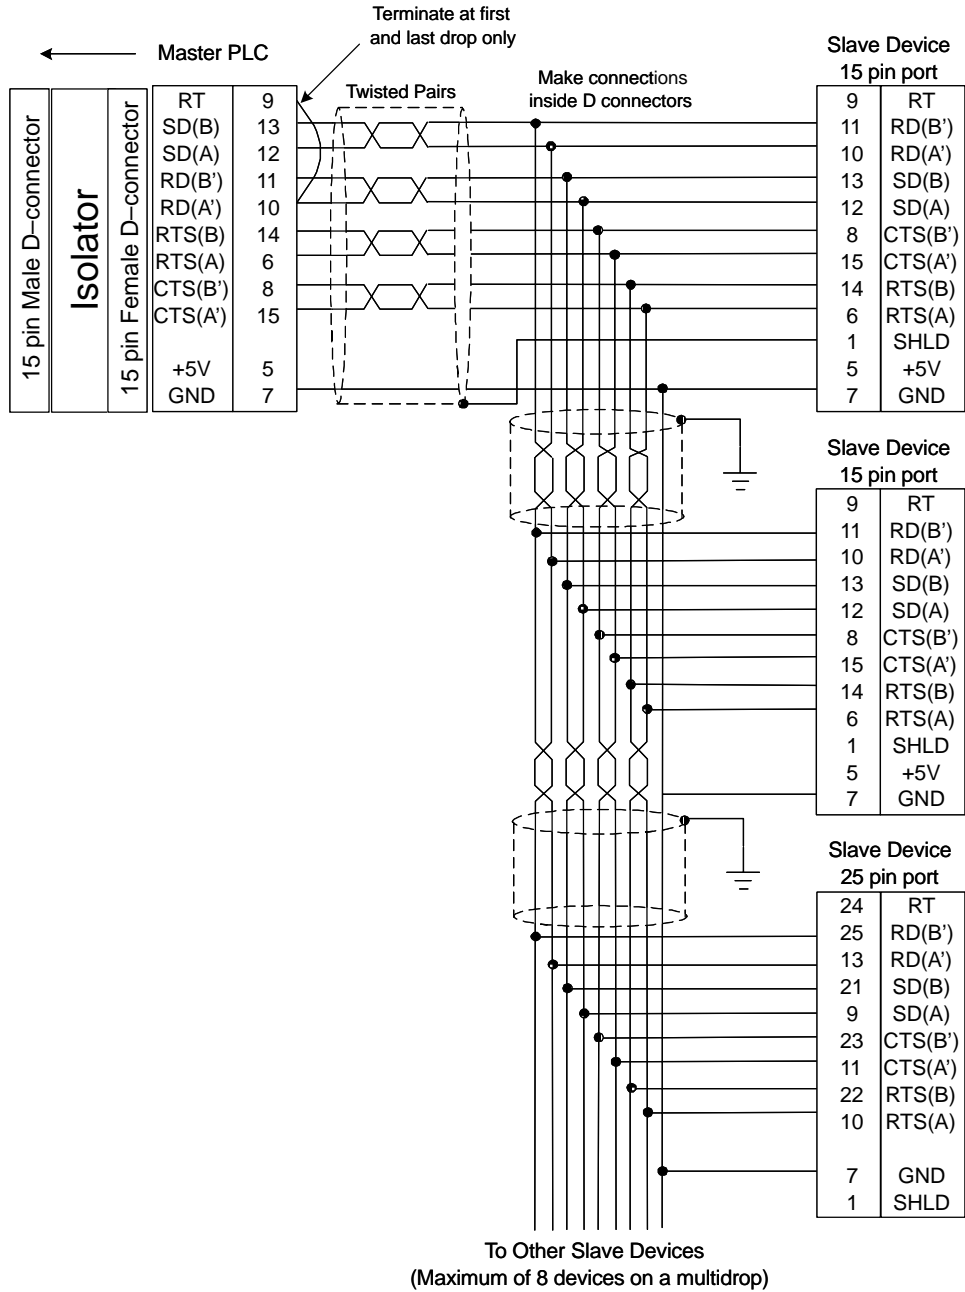 Terminate at first
and last drop only
Master PLC
Slave Device
15 pin port
Twisted Pairs
Make connections
inside D connectors
15 pin Male D–connector
Isolator
15 pin Female D–connector
RT 9
SD(B) 13
SD(A) 12
RD(B') 11
RD(A') 10
RTS(B) 14
RTS(A) 6
CTS(B') 8
CTS(A') 15
+5V 5
GND 7
9 RT
11 RD(B')
10 RD(A')
13 SD(B)
12 SD(A)
8 CTS(B')
15 CTS(A')
14 RTS(B)
6 RTS(A)
1 SHLD
5 +5V
7 GND
Slave Device
15 pin port
9 RT
11 RD(B')
10 RD(A')
13 SD(B)
12 SD(A)
8 CTS(B')
15 CTS(A')
14 RTS(B)
6 RTS(A)
1 SHLD
5 +5V
7 GND
Slave Device
25 pin port
24 RT
25 RD(B')
13 RD(A')
21 SD(B)
9 SD(A)
23 CTS(B')
11 CTS(A')
22 RTS(B)
10 RTS(A)
7 GND
1 SHLD
To Other Slave Devices
(Maximum of 8 devices on a multidrop)